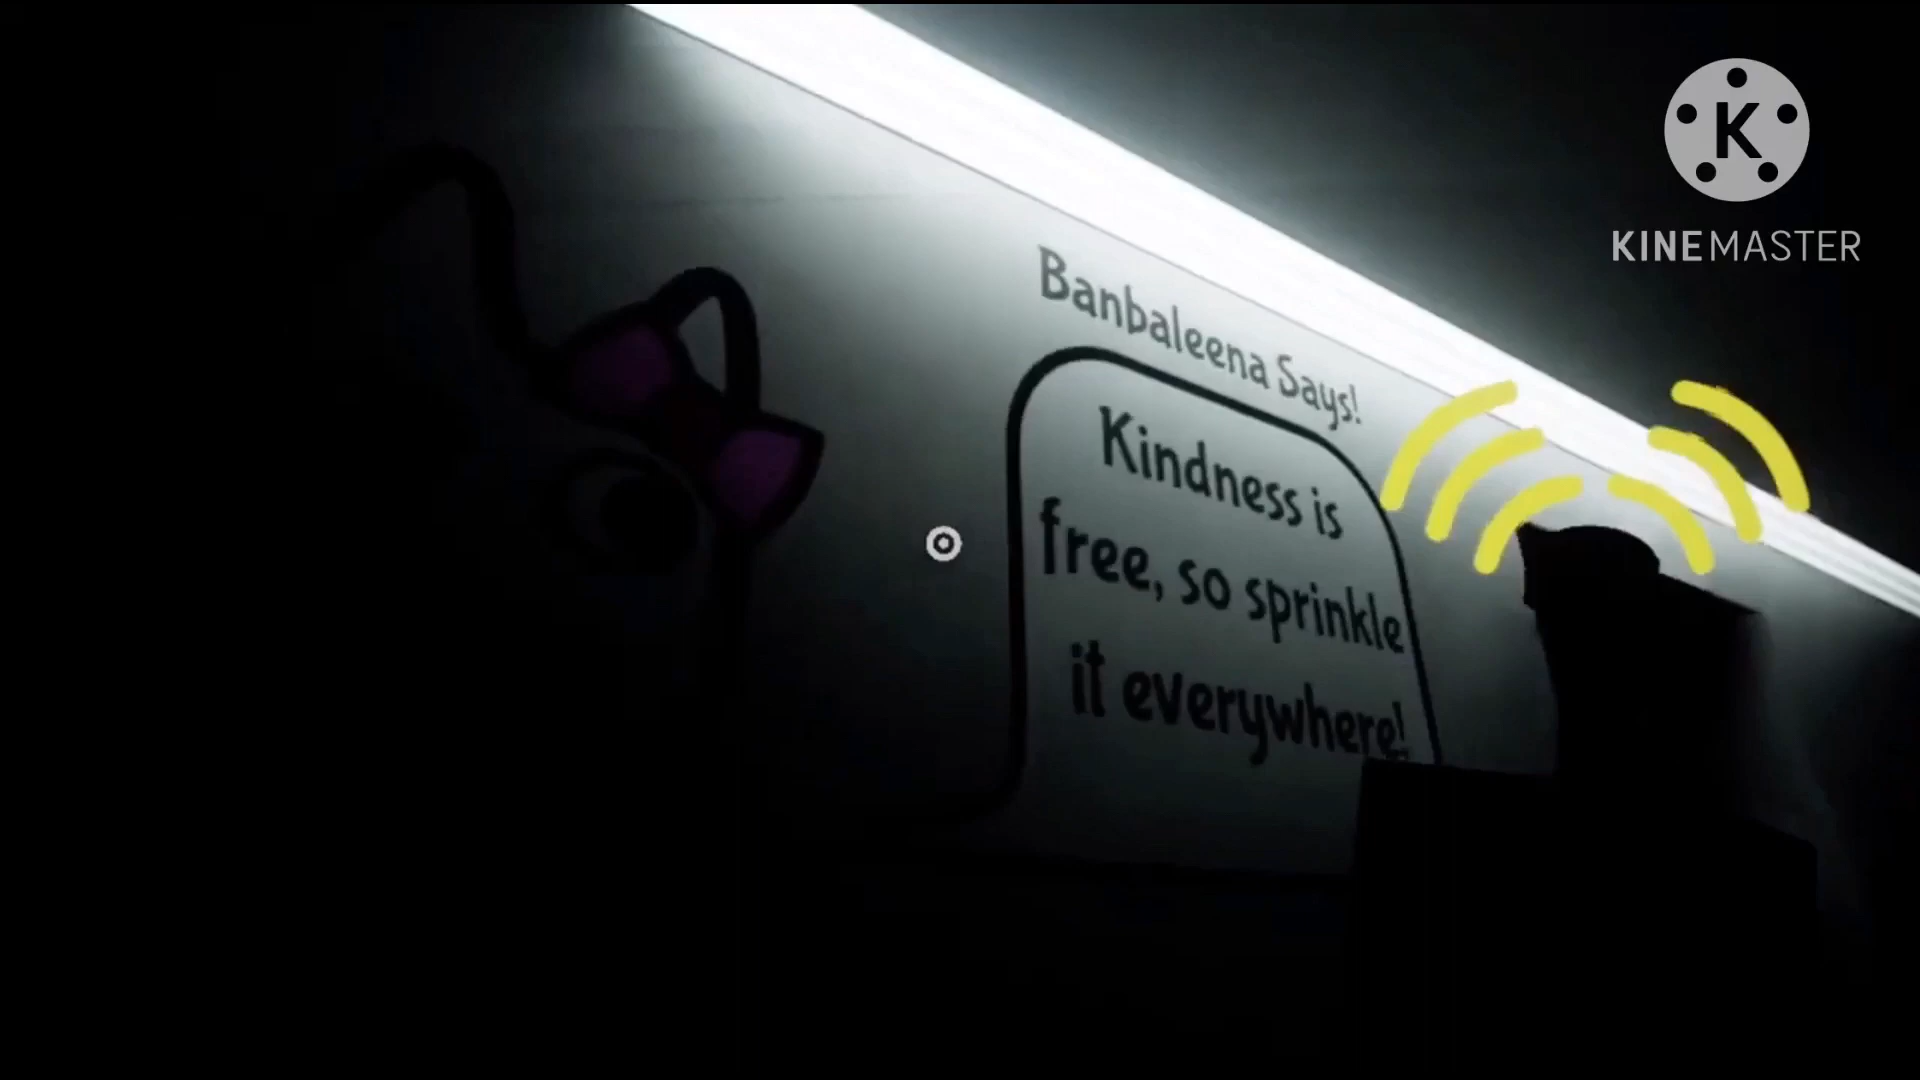 Banbaleena Says!
Kindness is
free, so sprinkle
it everywhere!
K
KINEMASTER